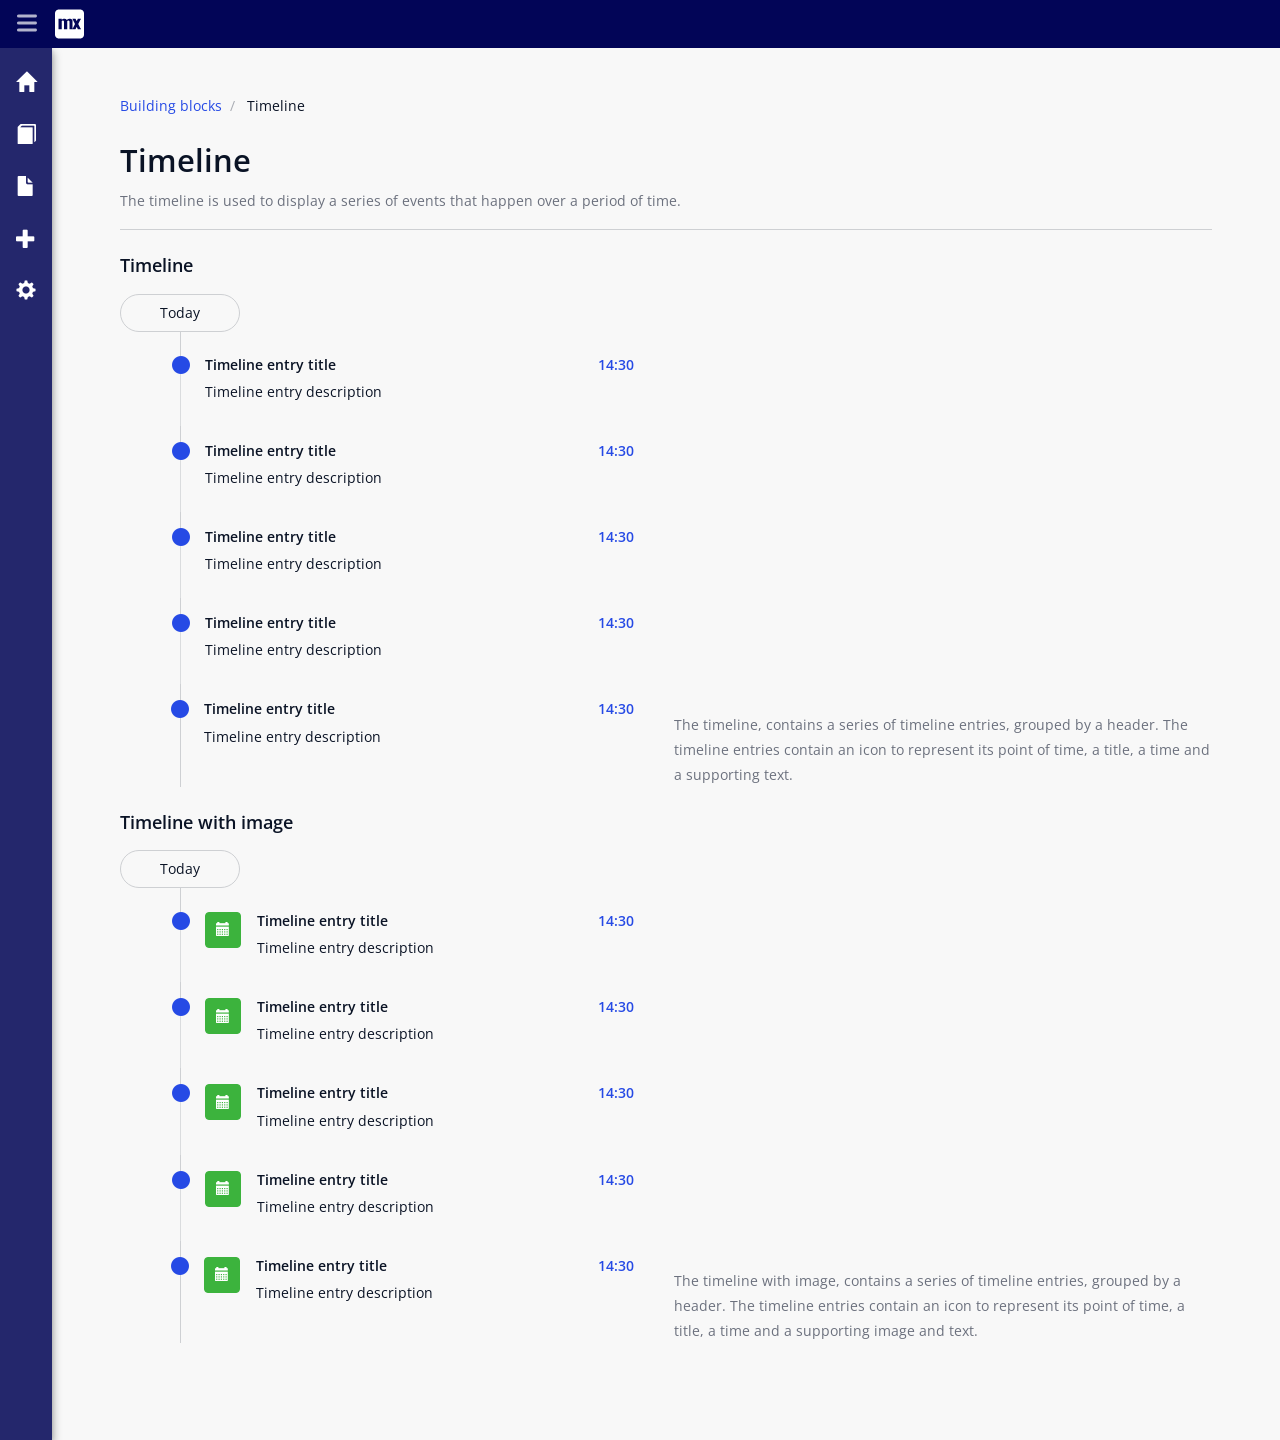 mx
Building blocks / Timeline
Timeline
The timeline is used to display a series of events that happen over a period of time.
Timeline
Today
Timeline entry title 14:30
Timeline entry description
Timeline entry title 14:30
Timeline entry description
Timeline entry title 14:30
Timeline entry description
Timeline entry title 14:30
Timeline entry description
Timeline entry title 14:30
Timeline entry description
The timeline, contains a series of timeline entries, grouped by a header. The
timeline entries contain an icon to represent its point of time, a title, a time and
a supporting text.
Timeline with image
Today
Timeline entry title 14:30
Timeline entry description
Timeline entry title 14:30
Timeline entry description
Timeline entry title 14:30
Timeline entry description
Timeline entry title 14:30
Timeline entry description
Timeline entry title 14:30
Timeline entry description
The timeline with image, contains a series of timeline entries, grouped by a
header. The timeline entries contain an icon to represent its point of time, a
title, a time and a supporting image and text.